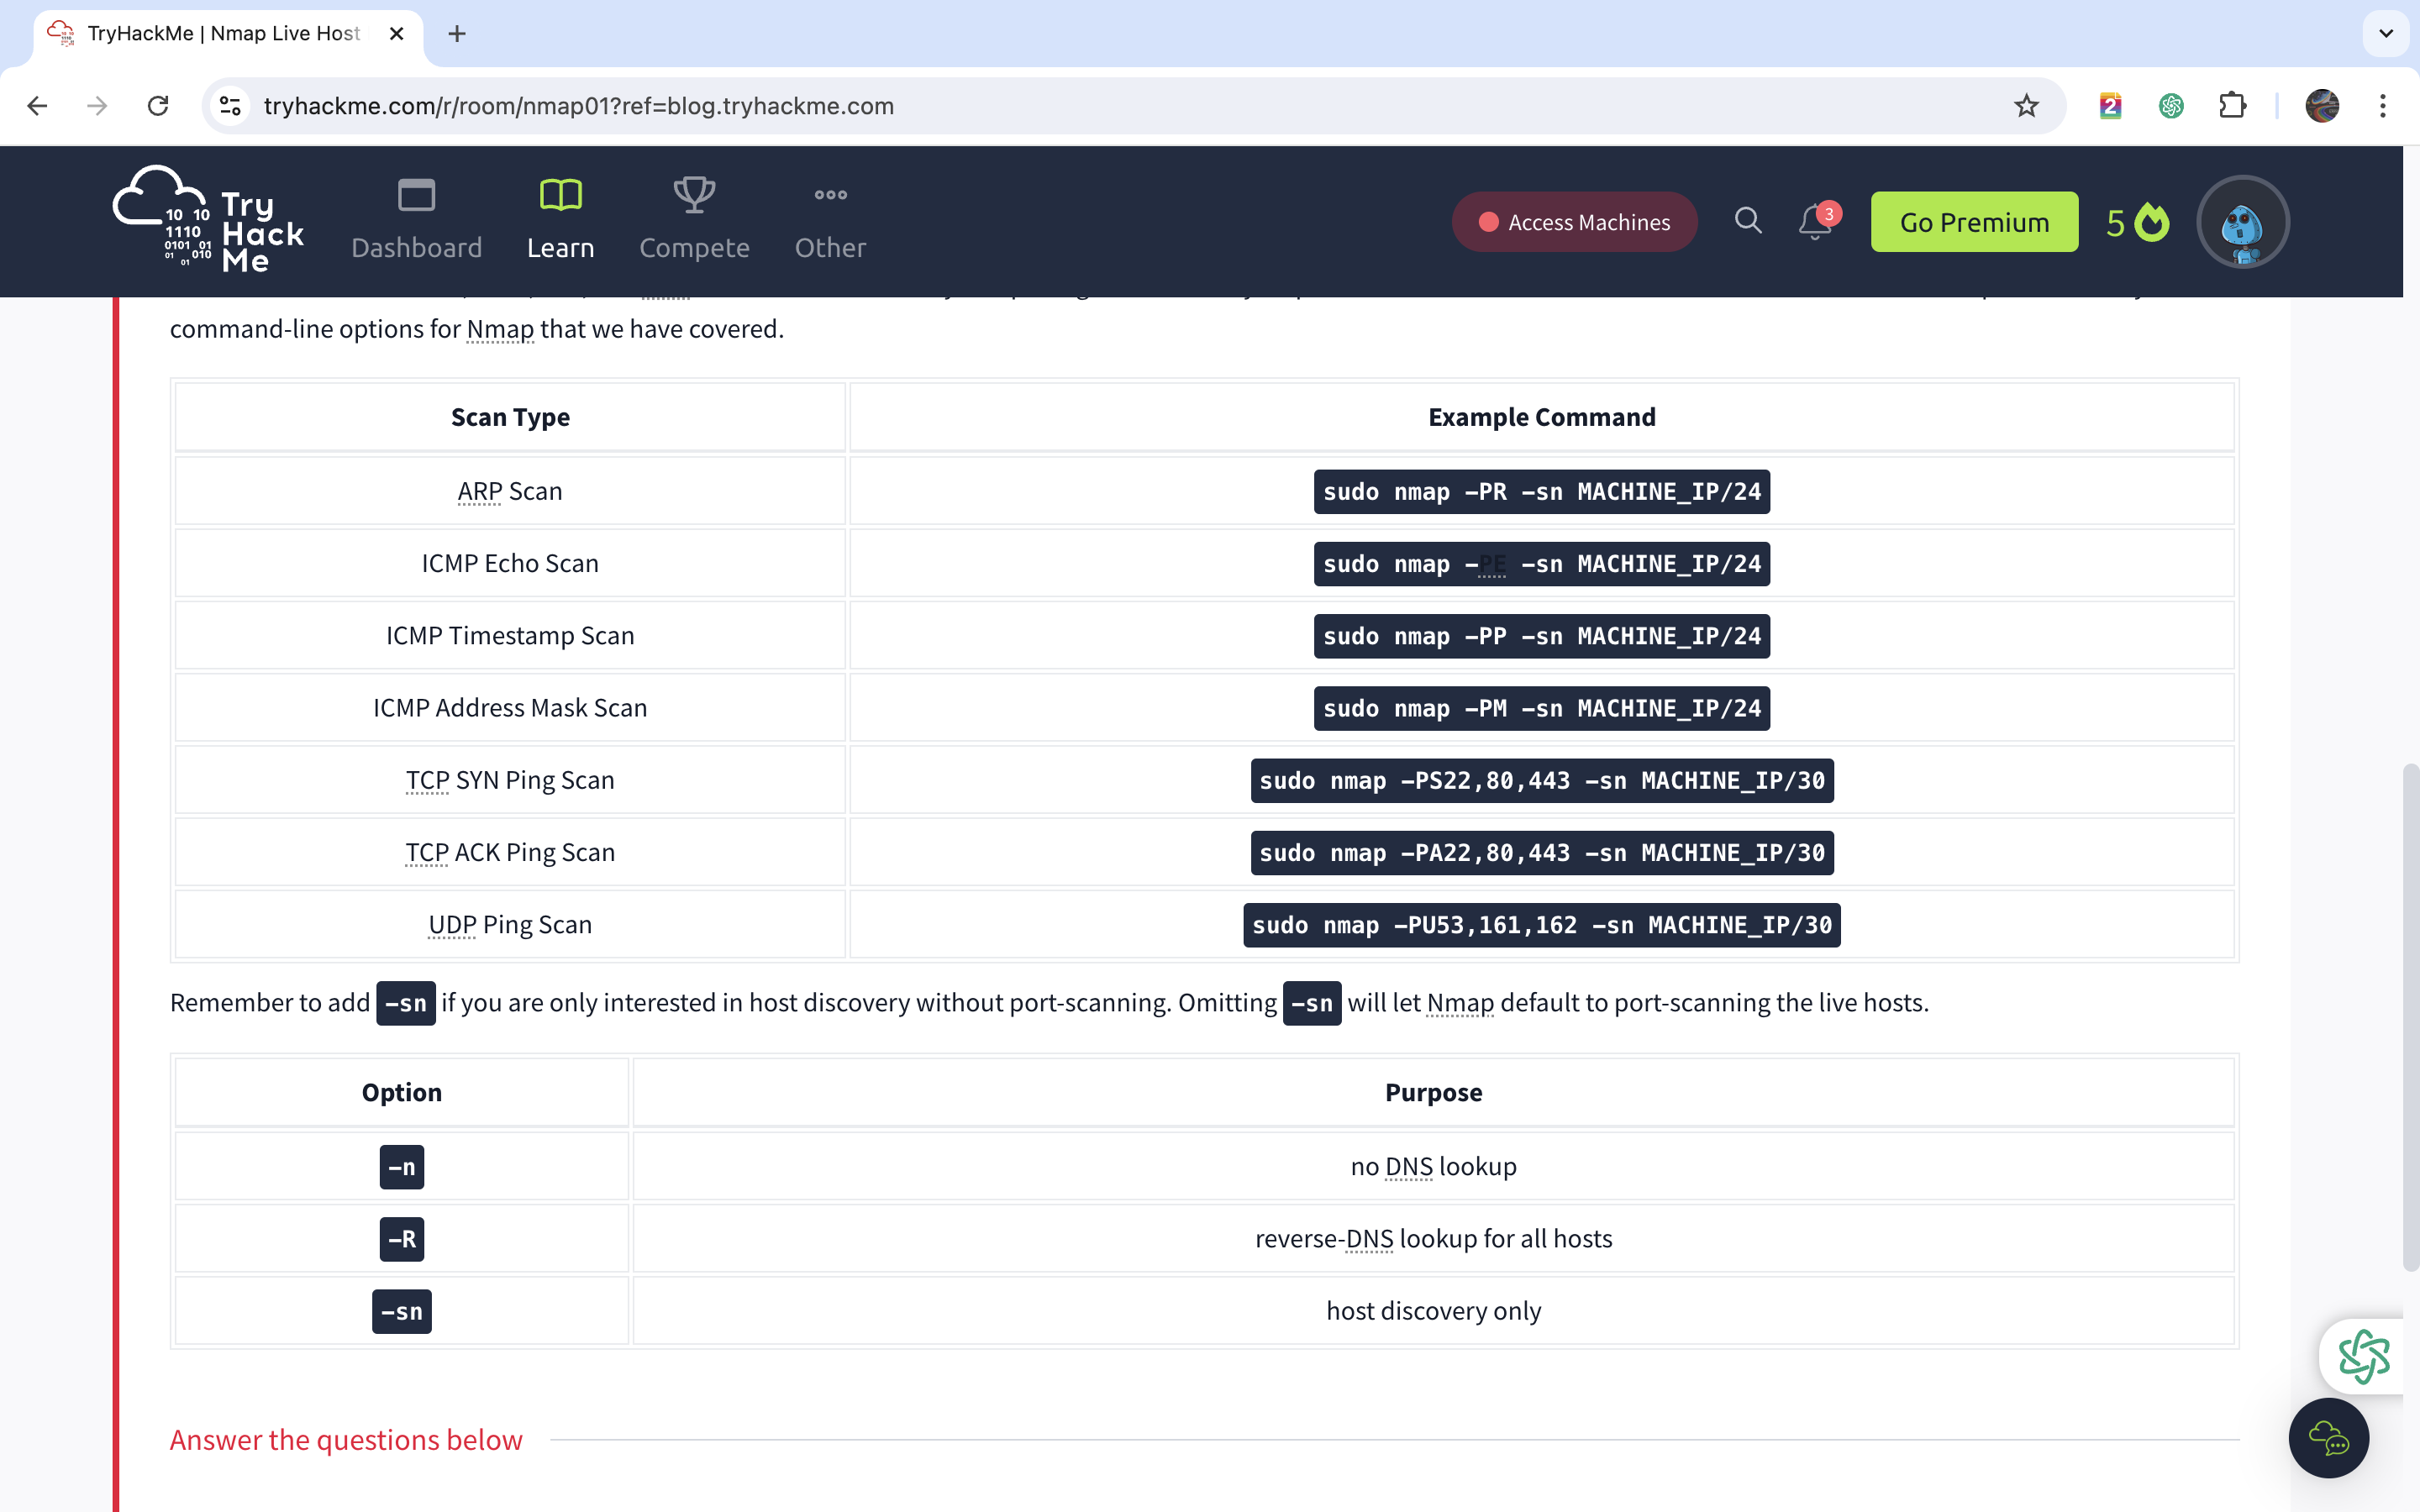 TryHackMe | Nmap Live Host
tryhackme.com/r/room/nmap01?ref=blog.tryhackme.com
2
10 10
1110
0101 01
01 010
01
Try
Hack
Me
Dashboard
Learn
Compete
Other
Access Machines
3
Go Premium
5
command-line options for Nmap that we have covered.
Scan Type Example Command
ARP Scan sudo nmap -PR -sn MACHINE_IP/24
ICMP Echo Scan sudo nmap -PE -sn MACHINE_IP/24
ICMP Timestamp Scan sudo nmap -PP -sn MACHINE_IP/24
ICMP Address Mask Scan sudo nmap -PM -sn MACHINE_IP/24
TCP SYN Ping Scan sudo nmap -PS22,80,443 -sn MACHINE_IP/30
TCP ACK Ping Scan sudo nmap -PA22,80,443 -sn MACHINE_IP/30
UDP Ping Scan sudo nmap -PU53,161,162 -sn MACHINE_IP/30
Remember to add -sn if you are only interested in host discovery without port-scanning. Omitting -sn will let Nmap default to port-scanning the live hosts.
Option Purpose
-n no DNS lookup
-R reverse-DNS lookup for all hosts
-sn host discovery only
Answer the questions below